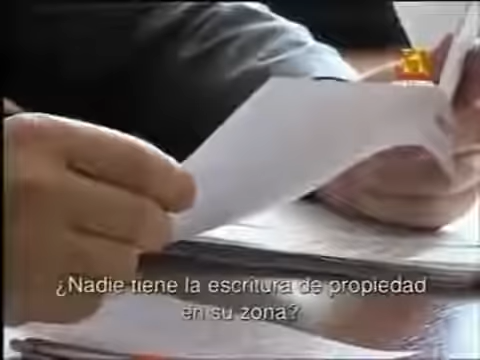 ¿Nadie tiene la escritura de propiedad
en su zona?